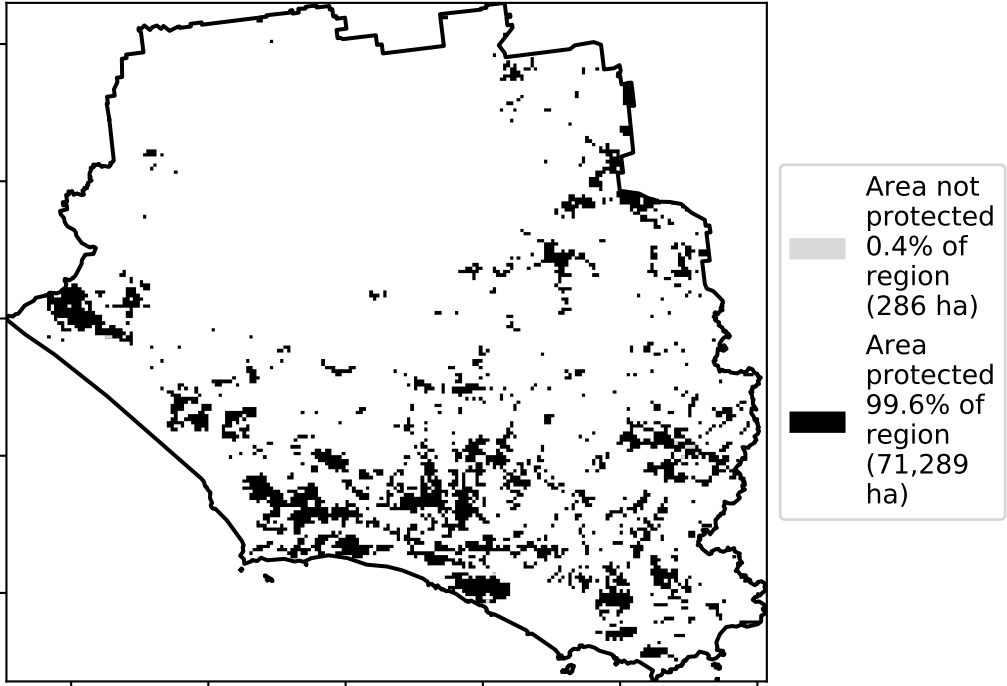 Area not
protected
0.4% of
region
(286 ha)
Area
protected
99.6% of
region
(71,289
ha)